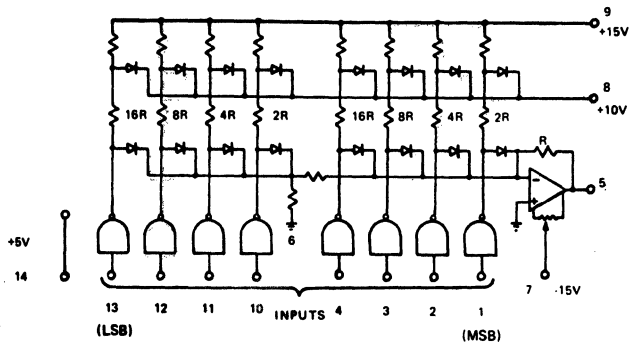 9
+15V
8
+10V
16R 8R 4R 2R 16R 8R 4R 2R
R
5
+5V
6
14
7 -15V
13 12 11 10 INPUTS 4 3 2 1
(LSB) (MSB)